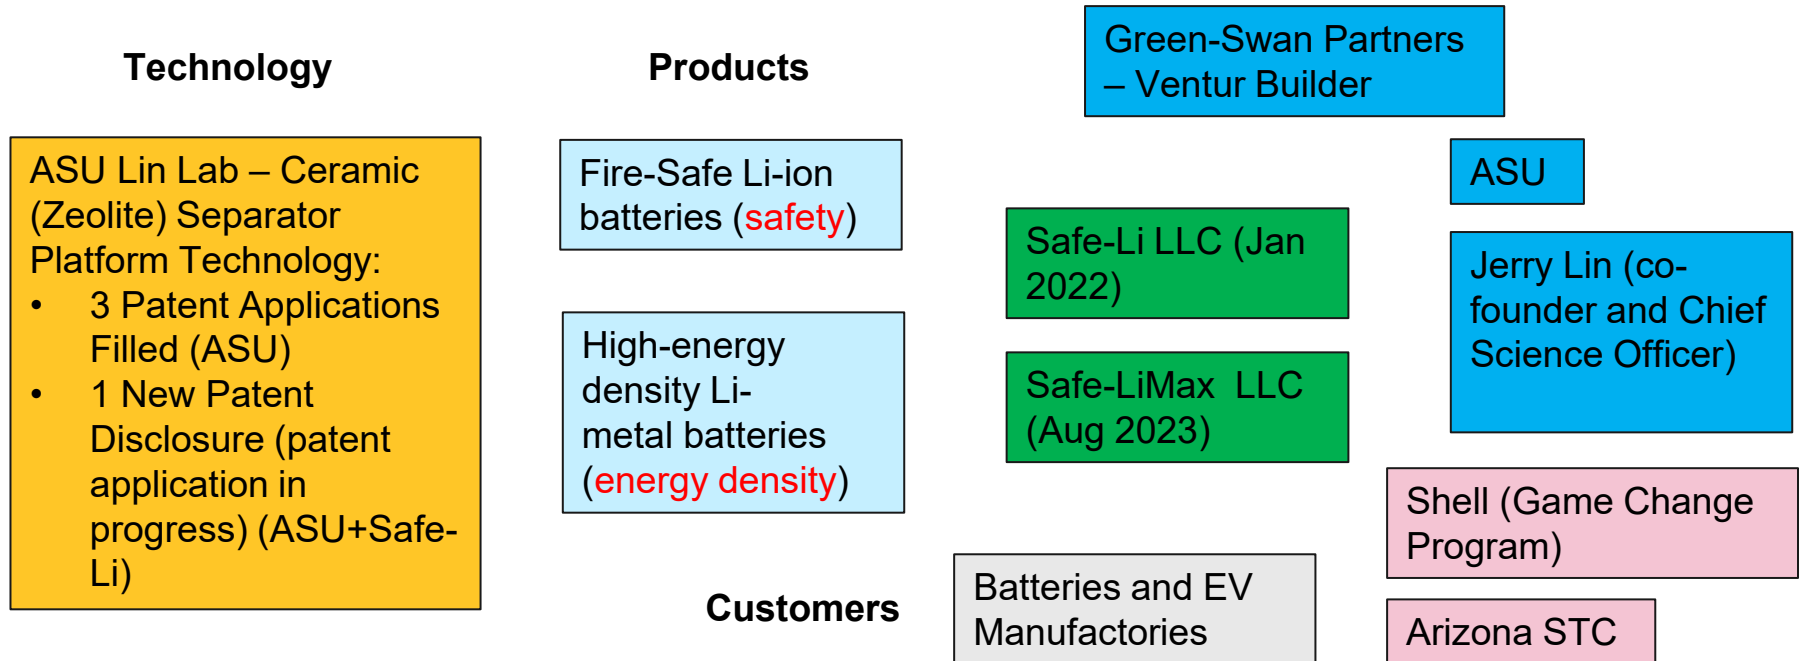 Technology
ASU Lin Lab – Ceramic
(Zeolite) Separator
Platform Technology:
• 3 Patent Applications
Filled (ASU)
• 1 New Patent
Disclosure (patent
application in
progress) (ASU+Safe-
Li)
Products
Fire-Safe Li-ion
batteries (safety)
High-energy
density Li-
metal batteries
(energy density)
Green-Swan Partners
– Ventur Builder
ASU
Safe-Li LLC (Jan
2022)
Jerry Lin (co-
founder and Chief
Science Officer)
Safe-LiMax LLC
(Aug 2023)
Shell (Game Change
Program)
Customers
Batteries and EV
Manufactories
Arizona STC